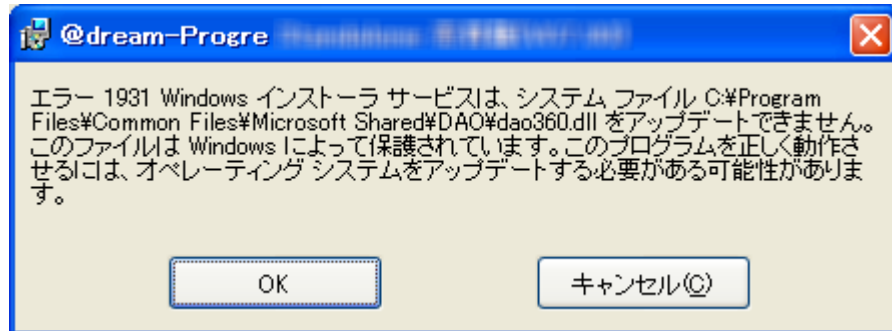 @dream-Progre
エラー 1931 Windows インストーラ サービスは、システム ファイル C:¥Program
Files¥Common Files¥Microsoft Shared¥DAO¥dao360.dll をアップデートできません。
このファイルは Windows によって保護されています。このプログラムを正しく動作さ
せるには、オペレーティング システムをアップデートする必要がある可能性がありま
す。
OK
キャンセル(C)